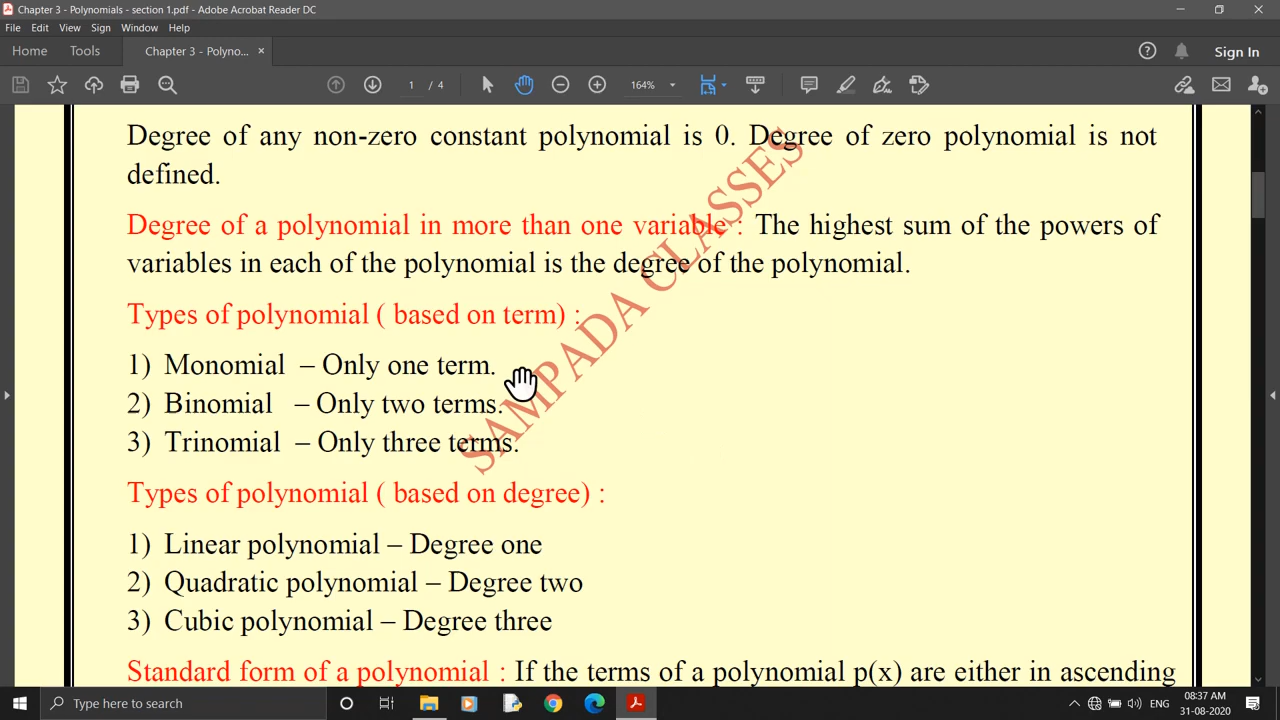 Chapter 3 - Polynomials - section 1.pdf - Adobe Acrobat Reader DC
File Edit View Sign Window Help
Home Tools Chapter 3 - Polyno... × Sign In
1 / 4 164%
Degree of any non-zero constant polynomial is 0. Degree of zero polynomial is not
defined.
Degree of a polynomial in more than one variable : The highest sum of the powers of
variables in each of the polynomial is the degree of the polynomial.
Types of polynomial ( based on term) :
1) Monomial – Only one term.
2) Binomial – Only two terms.
3) Trinomial – Only three terms.
SAMPADA CLASSES
Types of polynomial ( based on degree) :
1) Linear polynomial – Degree one
2) Quadratic polynomial – Degree two
3) Cubic polynomial – Degree three
Standard form of a polynomial : If the terms of a polynomial p(x) are either in ascending
Type here to search
ENG
08:37 AM
31-08-2020